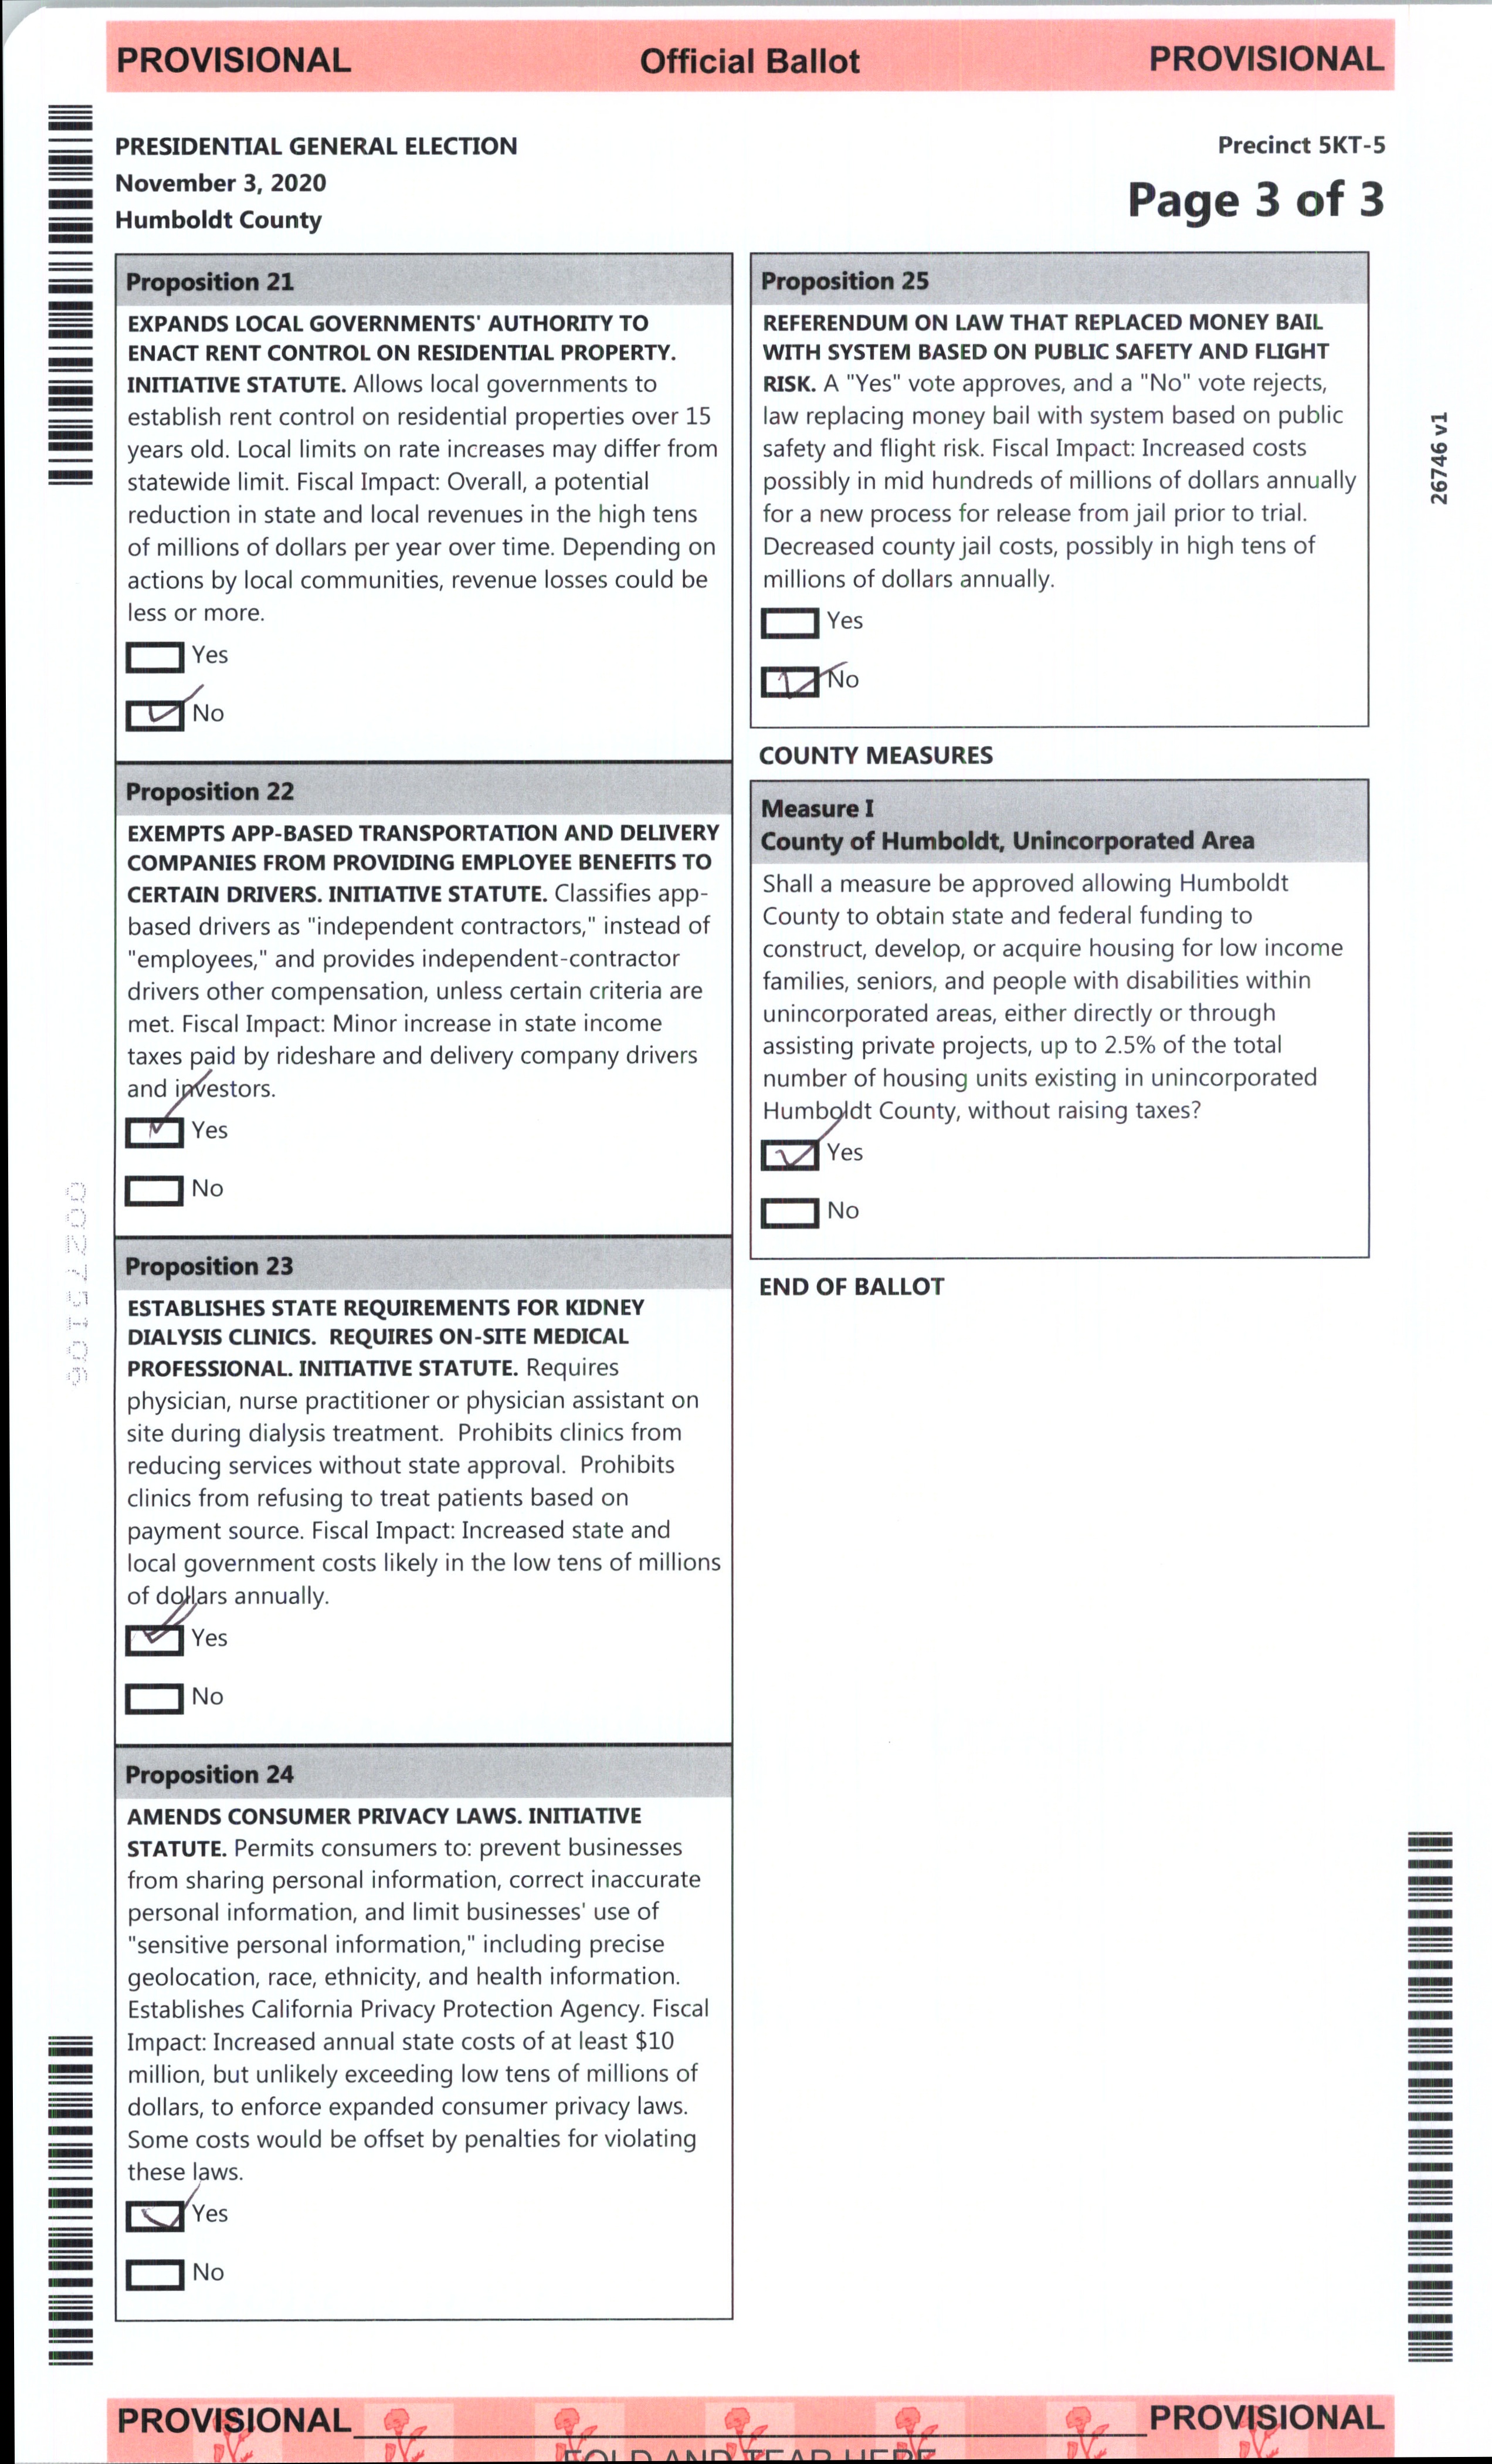 PROVISIONAL Official Ballot PROVISIONAL
PRESIDENTIAL GENERAL ELECTION
November 3, 2020
Humboldt County
Precinct 5KT-5
Page 3 of 3
Proposition 21
EXPANDS LOCAL GOVERNMENTS' AUTHORITY TO
ENACT RENT CONTROL ON RESIDENTIAL PROPERTY.
INITIATIVE STATUTE. Allows local governments to
establish rent control on residential properties over 15
years old. Local limits on rate increases may differ from
statewide limit. Fiscal Impact: Overall, a potential
reduction in state and local revenues in the high tens
of millions of dollars per year over time. Depending on
actions by local communities, revenue losses could be
less or more.
Yes
No
Proposition 22
EXEMPTS APP-BASED TRANSPORTATION AND DELIVERY
COMPANIES FROM PROVIDING EMPLOYEE BENEFITS TO
CERTAIN DRIVERS. INITIATIVE STATUTE. Classifies app-
based drivers as "independent contractors," instead of
"employees," and provides independent-contractor
drivers other compensation, unless certain criteria are
met. Fiscal Impact: Minor increase in state income
taxes paid by rideshare and delivery company drivers
and investors.
Yes
No
Proposition 23
ESTABLISHES STATE REQUIREMENTS FOR KIDNEY
DIALYSIS CLINICS. REQUIRES ON-SITE MEDICAL
PROFESSIONAL. INITIATIVE STATUTE. Requires
physician, nurse practitioner or physician assistant on
site during dialysis treatment. Prohibits clinics from
reducing services without state approval. Prohibits
clinics from refusing to treat patients based on
payment source. Fiscal Impact: Increased state and
local government costs likely in the low tens of millions
of dollars annually.
Yes
No
Proposition 24
AMENDS CONSUMER PRIVACY LAWS. INITIATIVE
STATUTE. Permits consumers to: prevent businesses
from sharing personal information, correct inaccurate
personal information, and limit businesses' use of
"sensitive personal information," including precise
geolocation, race, ethnicity, and health information.
Establishes California Privacy Protection Agency. Fiscal
Impact: Increased annual state costs of at least $10
million, but unlikely exceeding low tens of millions of
dollars, to enforce expanded consumer privacy laws.
Some costs would be offset by penalties for violating
these laws.
Yes
No
Proposition 25
REFERENDUM ON LAW THAT REPLACED MONEY BAIL
WITH SYSTEM BASED ON PUBLIC SAFETY AND FLIGHT
RISK. A "Yes" vote approves, and a "No" vote rejects,
law replacing money bail with system based on public
safety and flight risk. Fiscal Impact: Increased costs
possibly in mid hundreds of millions of dollars annually
for a new process for release from jail prior to trial.
Decreased county jail costs, possibly in high tens of
millions of dollars annually.
Yes
No
COUNTY MEASURES
Measure I
County of Humboldt, Unincorporated Area
Shall a measure be approved allowing Humboldt
County to obtain state and federal funding to
construct, develop, or acquire housing for low income
families, seniors, and people with disabilities within
unincorporated areas, either directly or through
assisting private projects, up to 2.5% of the total
number of housing units existing in unincorporated
Humboldt County, without raising taxes?
Yes
No
END OF BALLOT
26746 v1
00275106
PROVISIONAL PROVISIONAL
FOLD AND TEAR HERE